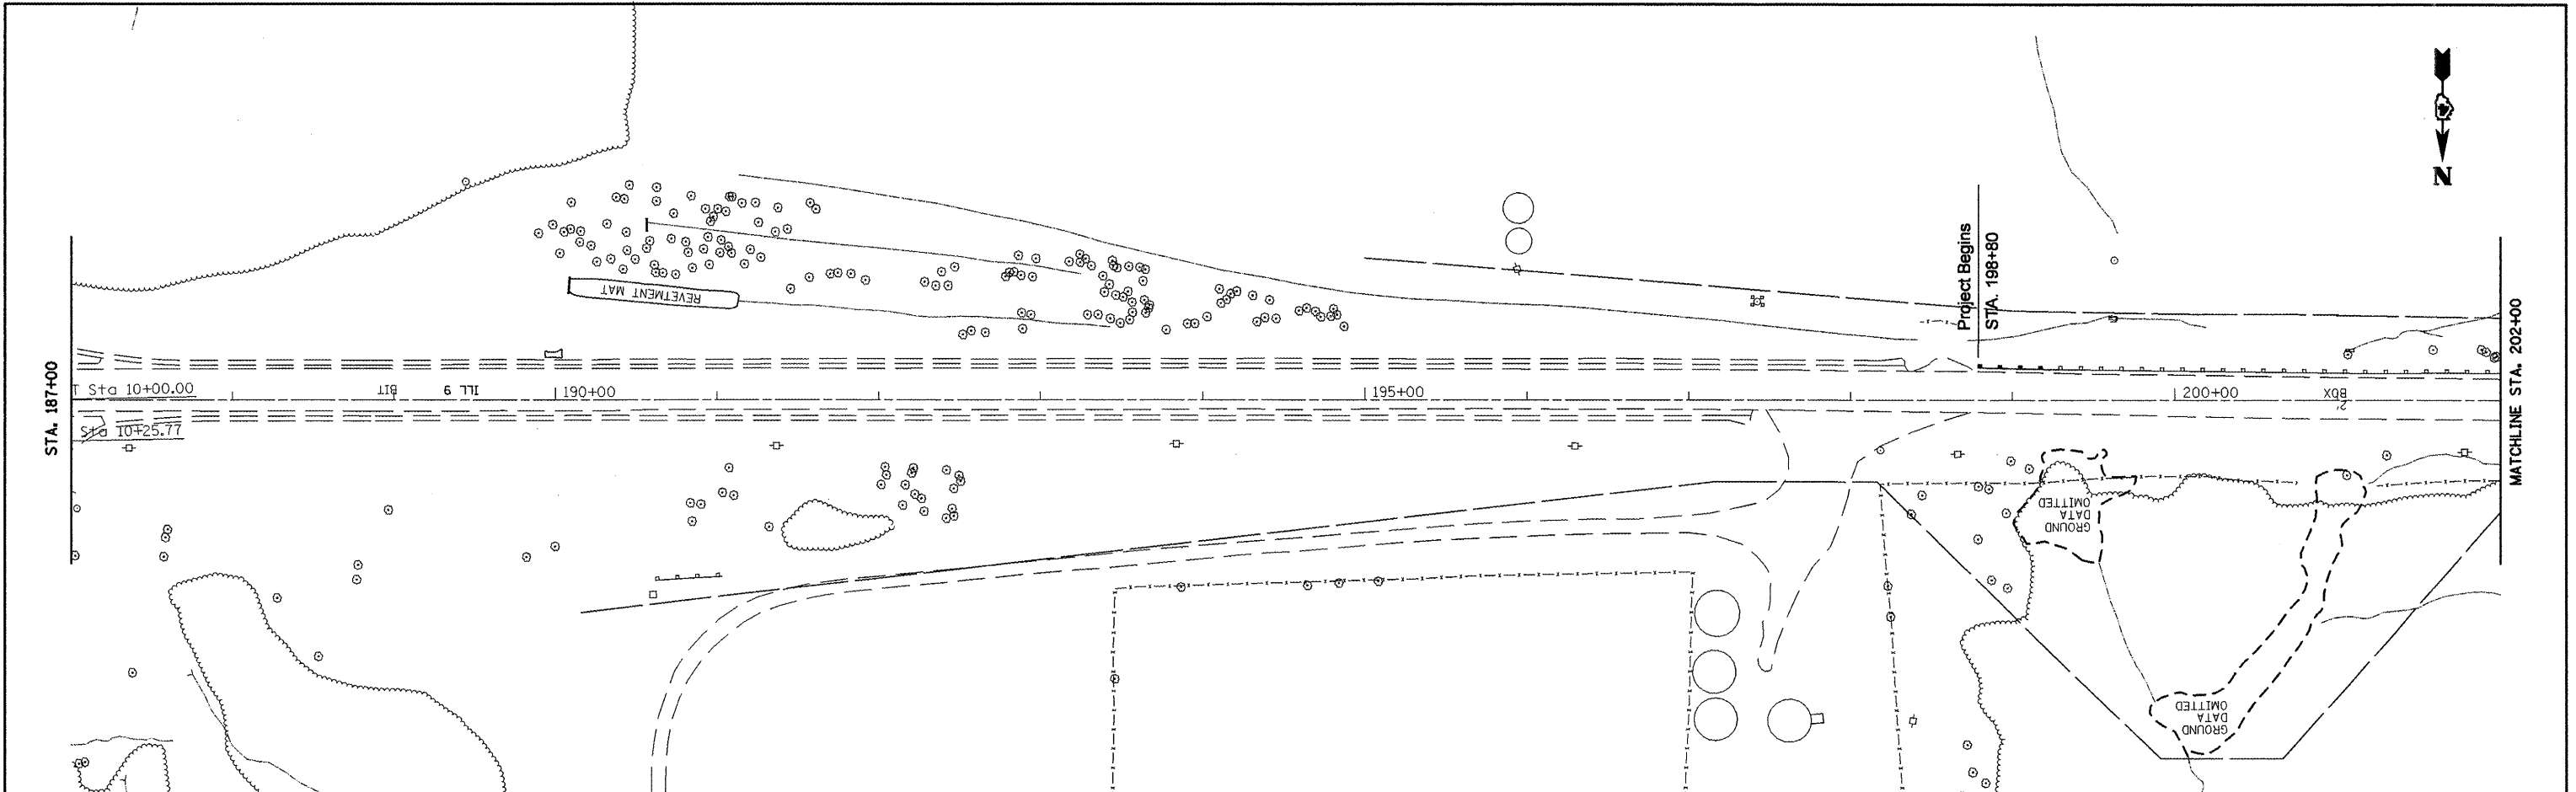 N
Project Begins
STA. 198+80
STA. 187+00
MATCHLINE STA. 202+00
REVETMENT MAT
T Sta 10+00.00
BIT
ILL 9
190+00
195+00
200+00
2'
BOX
Sta 10+25.77
GROUND
DATA
OMITTED
GROUND
DATA
OMITTED